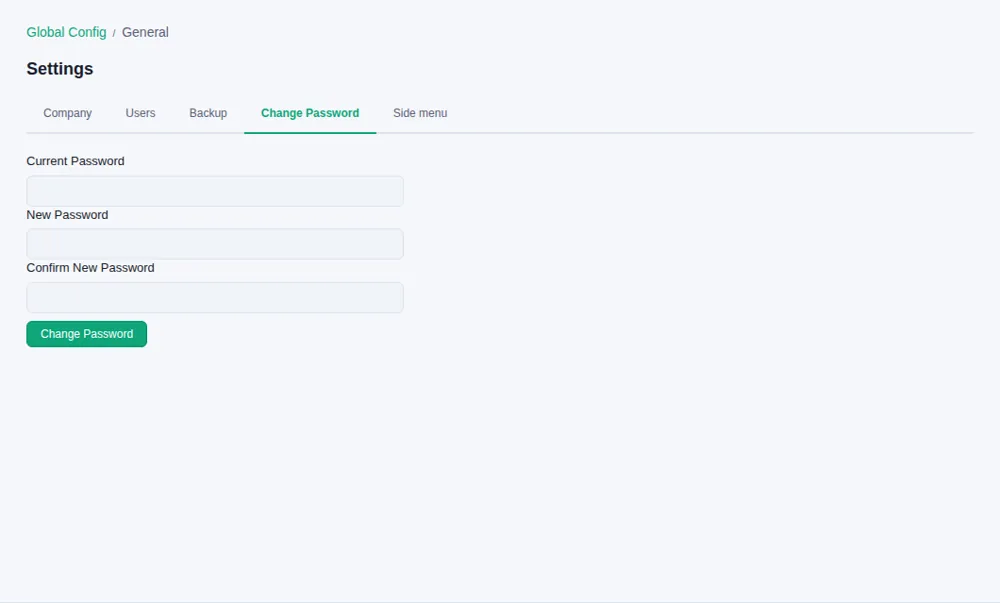 Global Config / General
Settings
Company Users Backup Change Password Side menu
Current Password
New Password
Confirm New Password
Change Password